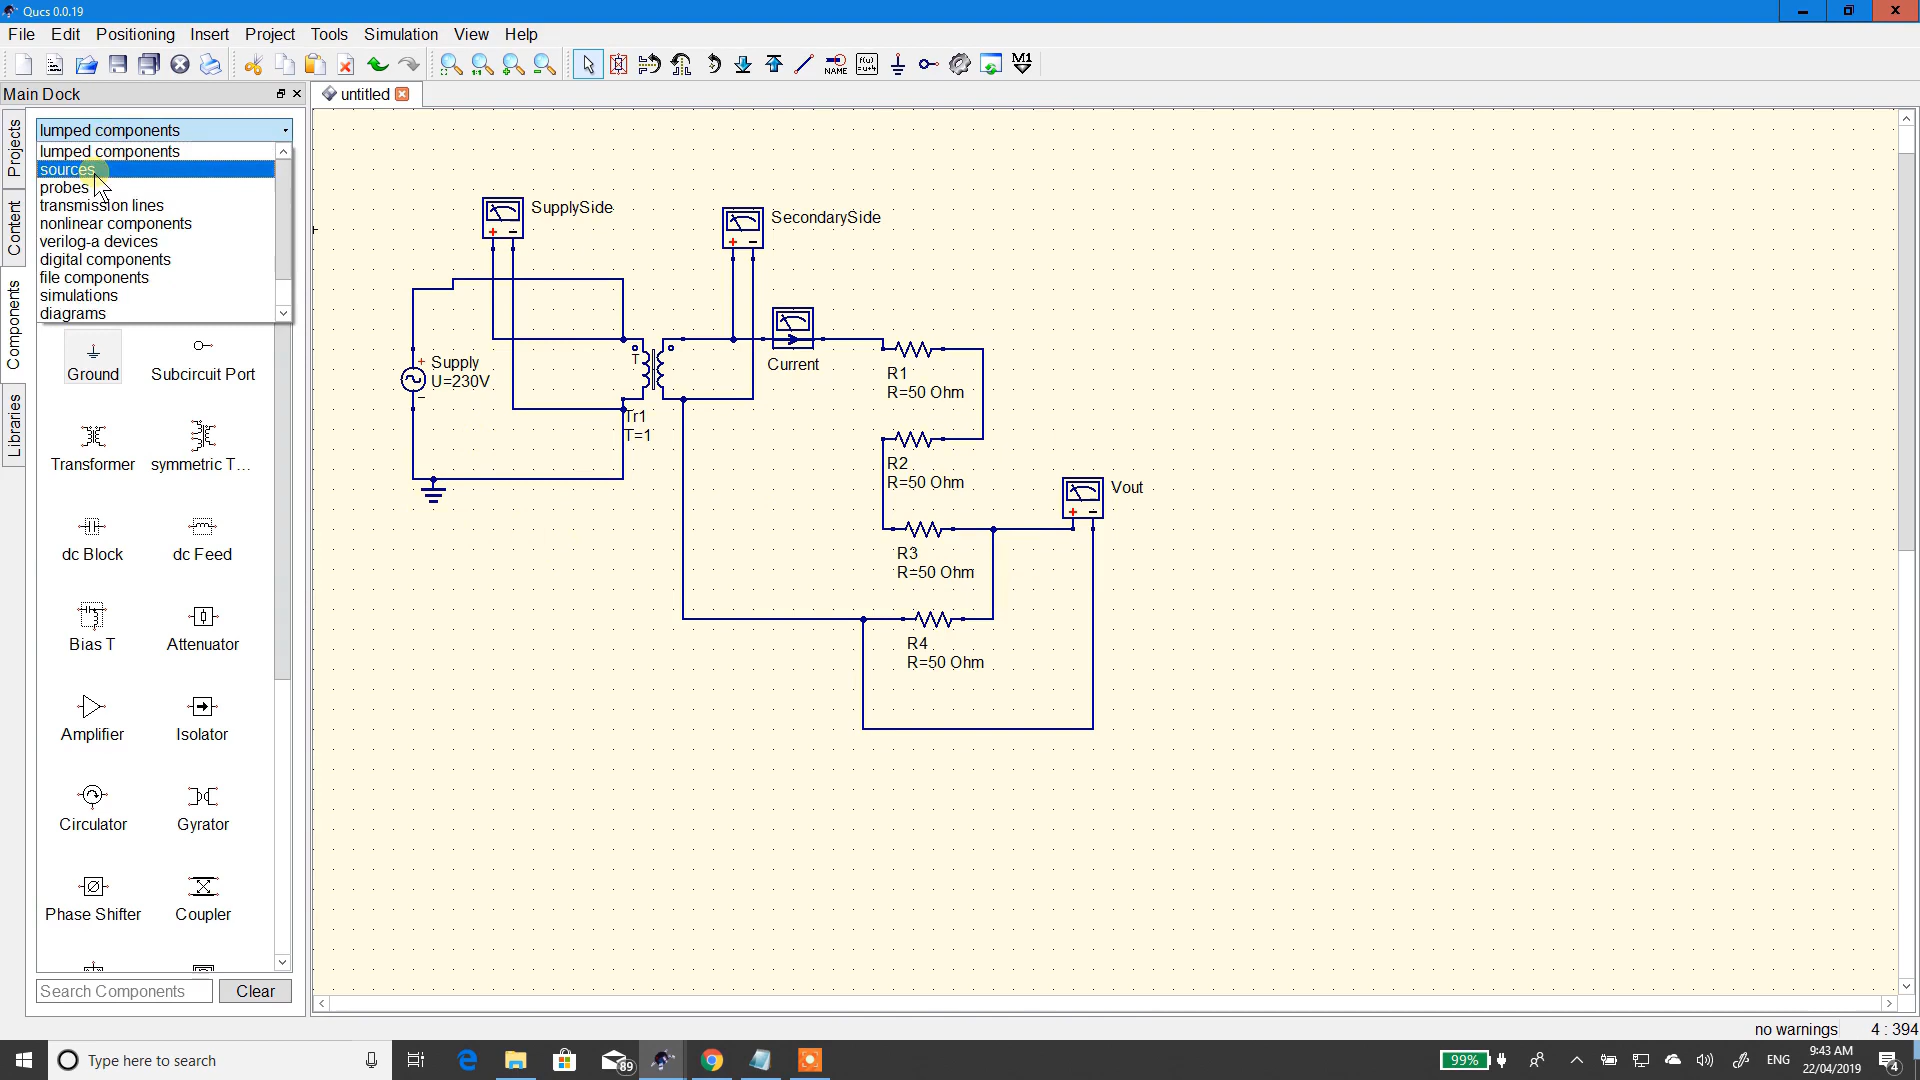 Qucs 0.0.19
File Edit Positioning Insert Project Tools Simulation View Help
NAME
M1
Main Dock
untitled
Projects
Content
Components
Libraries
lumped components
lumped components
sources
probes
transmission lines
nonlinear components
verilog-a devices
digital components
file components
simulations
diagrams
Ground Subcircuit Port
Transformer symmetric T...
dc Block dc Feed
Bias T Attenuator
Amplifier Isolator
Circulator Gyrator
Phase Shifter Coupler
Search Components Clear
SupplySide
+ −
SecondarySide
+ −
Supply
U=230V
+
−
T
Tr1
T=1
Current
R1
R=50 Ohm
R2
R=50 Ohm
R3
R=50 Ohm
R4
R=50 Ohm
Vout
+ −
no warnings 4 : 394
Type here to search
89
99%
ENG
9:43 AM
22/04/2019
4